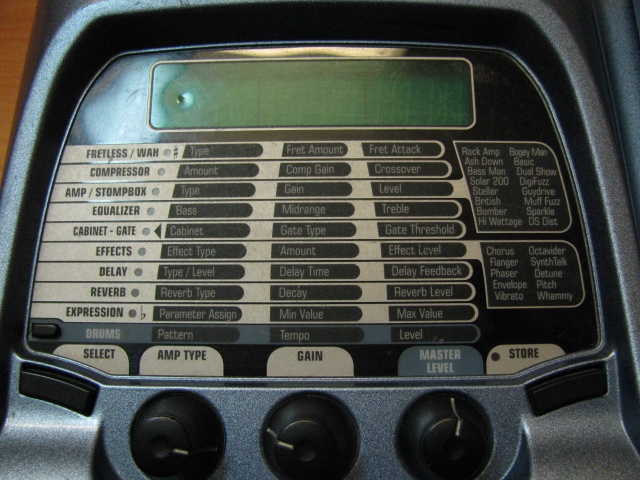 FRETLESS / WAH Type Fret Amount Fret Attack
COMPRESSOR Amount Comp Gain Crossover
AMP / STOMPBOX Type Gain Level
EQUALIZER Bass Midrange Treble
CABINET - GATE Cabinet Gate Type Gate Threshold
EFFECTS Effect Type Amount Effect Level
DELAY Type / Level Delay Time Delay Feedback
REVERB Reverb Type Decay Reverb Level
EXPRESSION Parameter Assign Min Value Max Value
DRUMS Pattern Tempo Level
SELECT AMP TYPE GAIN MASTER LEVEL STORE
Rock Amp Bogey Man
Ash Down Basic
Bass Man Dual Show
Solar 200 DigiFuzz
Stellar Guydrive
British Muff Fuzz
Bomber Sparkle
Hi Wattage DS Dist
Chorus Octavider
Flanger SynthTalk
Phaser Detune
Envelope Pitch
Vibrato Whammy